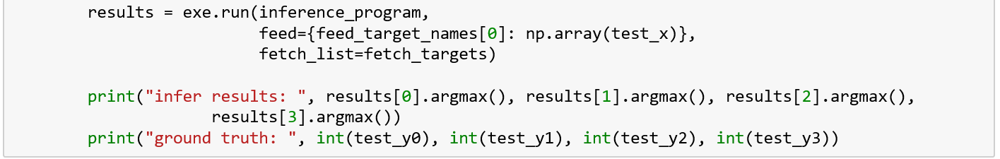 results = exe.run(inference_program,
feed={feed_target_names[0]: np.array(test_x)},
fetch_list=fetch_targets)
print("infer results: ", results[0].argmax(), results[1].argmax(), results[2].argmax(),
results[3].argmax())
print("ground truth: ", int(test_y0), int(test_y1), int(test_y2), int(test_y3))